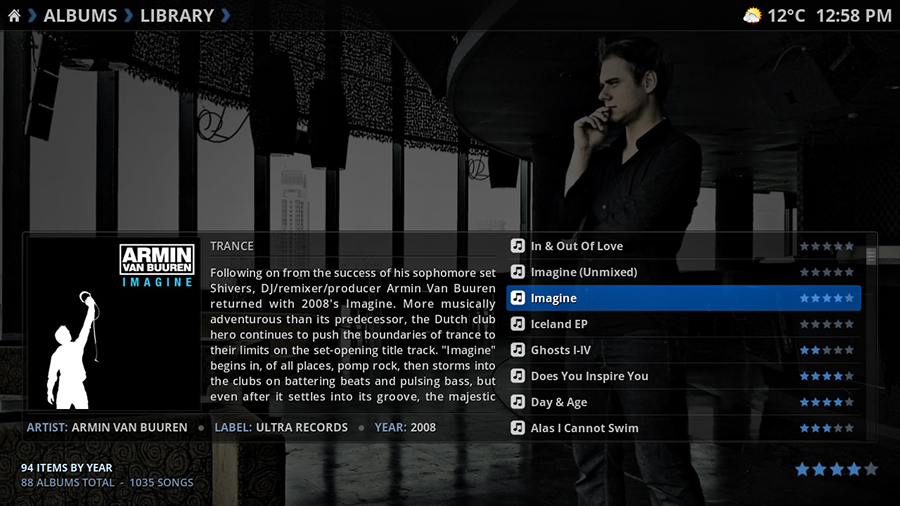 ALBUMS LIBRARY
12°C 12:58 PM
ARMIN
VAN BUUREN
IMAGINE
TRANCE
Following on from the success of his sophomore set
Shivers, DJ/remixer/producer Armin Van Buuren
returned with 2008's Imagine. More musically
adventurous than its predecessor, the Dutch club
hero continues to push the boundaries of trance to
their limits on the set-opening title track. "Imagine"
begins in, of all places, pomp rock, then storms into
the clubs on battering beats and pulsing bass, but
even after it settles into its groove, the majestic
In & Out Of Love
Imagine (Unmixed)
Imagine
Iceland EP
Ghosts I-IV
Does You Inspire You
Day & Age
Alas I Cannot Swim
ARTIST: ARMIN VAN BUUREN • LABEL: ULTRA RECORDS • YEAR: 2008
94 ITEMS BY YEAR
88 ALBUMS TOTAL - 1035 SONGS